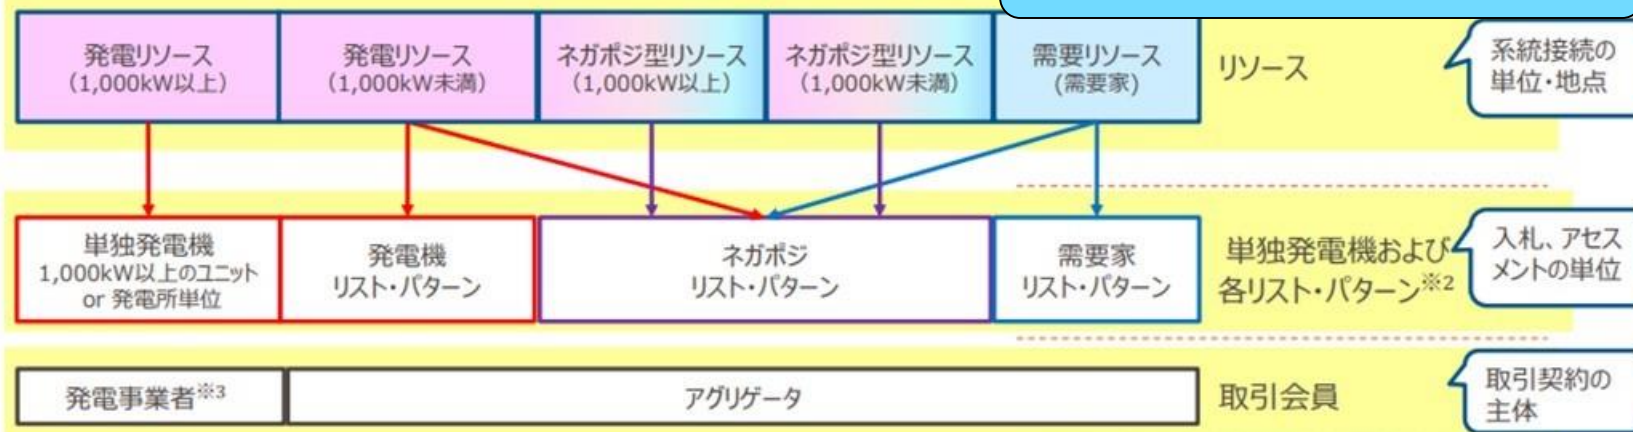 発電リソース
（1,000kW以上）
発電リソース
（1,000kW未満）
ネガポジ型リソース
（1,000kW以上）
ネガポジ型リソース
（1,000kW未満）
需要リソース
(需要家)
リソース
系統接続の
単位・地点
単独発電機
1,000kW以上のユニット
or 発電所単位
発電機
リスト・パターン
ネガポジ
リスト・パターン
需要家
リスト・パターン
単独発電機および
各リスト・パターン※2
入札、アセス
メントの単位
発電事業者※3
アグリゲータ
取引会員
取引契約の
主体